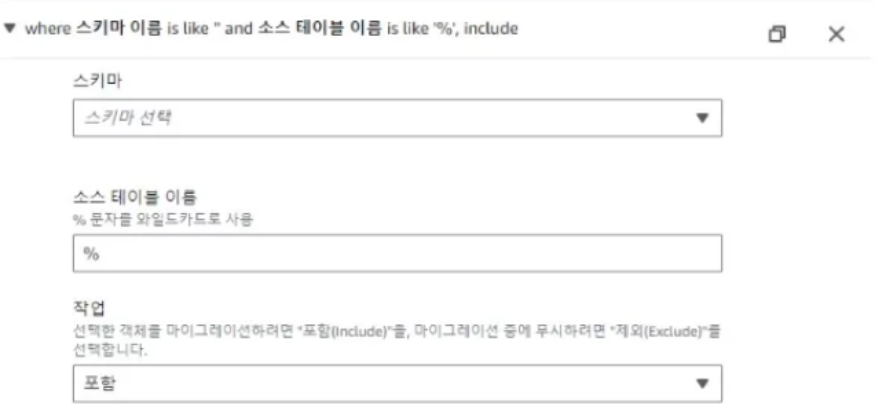 ▼ where 스키마 이름 is like '' and 소스 테이블 이름 is like '%', include
스키마
스키마 선택
소스 테이블 이름
% 문자를 와일드카드로 사용
%
작업
선택한 객체를 마이그레이션하려면 "포함(Include)"을, 마이그레이션 중에 무시하려면 "제외(Exclude)"를
선택합니다.
포함